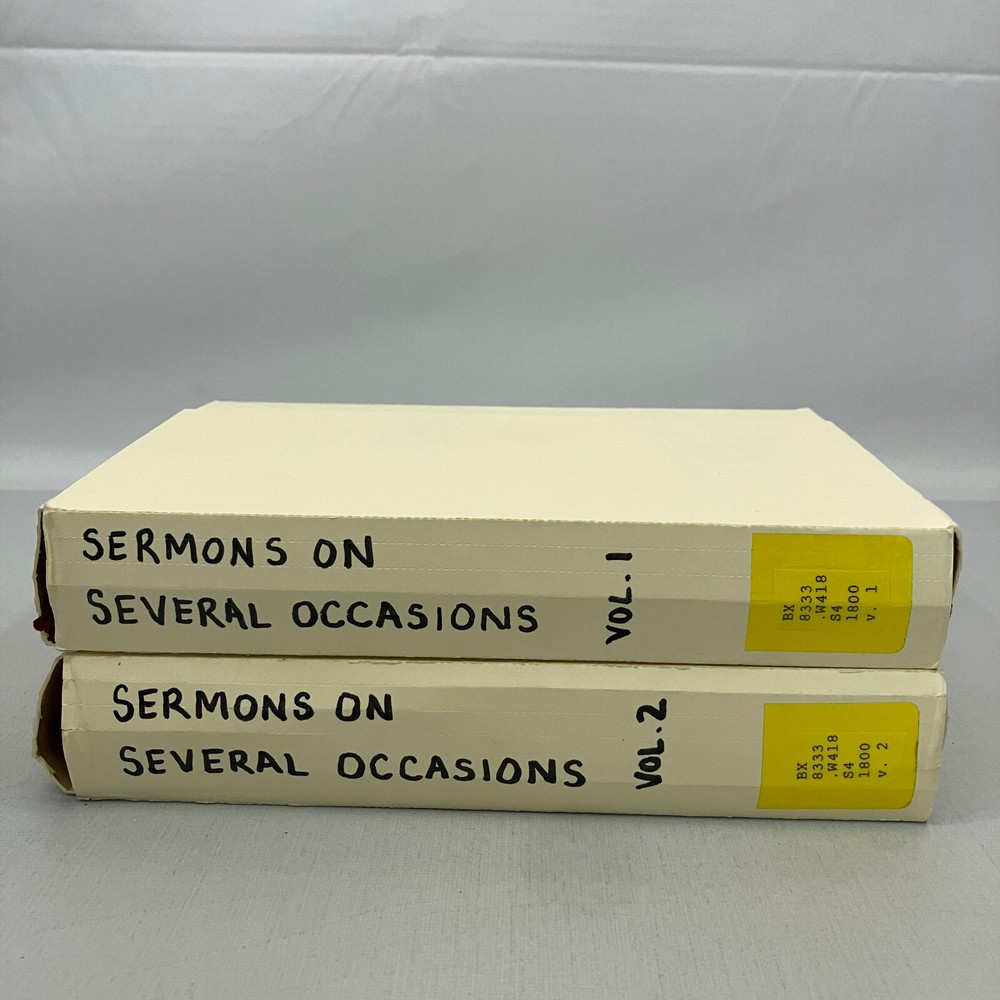 SERMONS ON
SEVERAL OCCASIONS
VOL. 1
BX
8333
.W418
S4
1800
v. 1
SERMONS ON
SEVERAL OCCASIONS
VOL. 2
BX
8333
.W418
S4
1800
v. 2